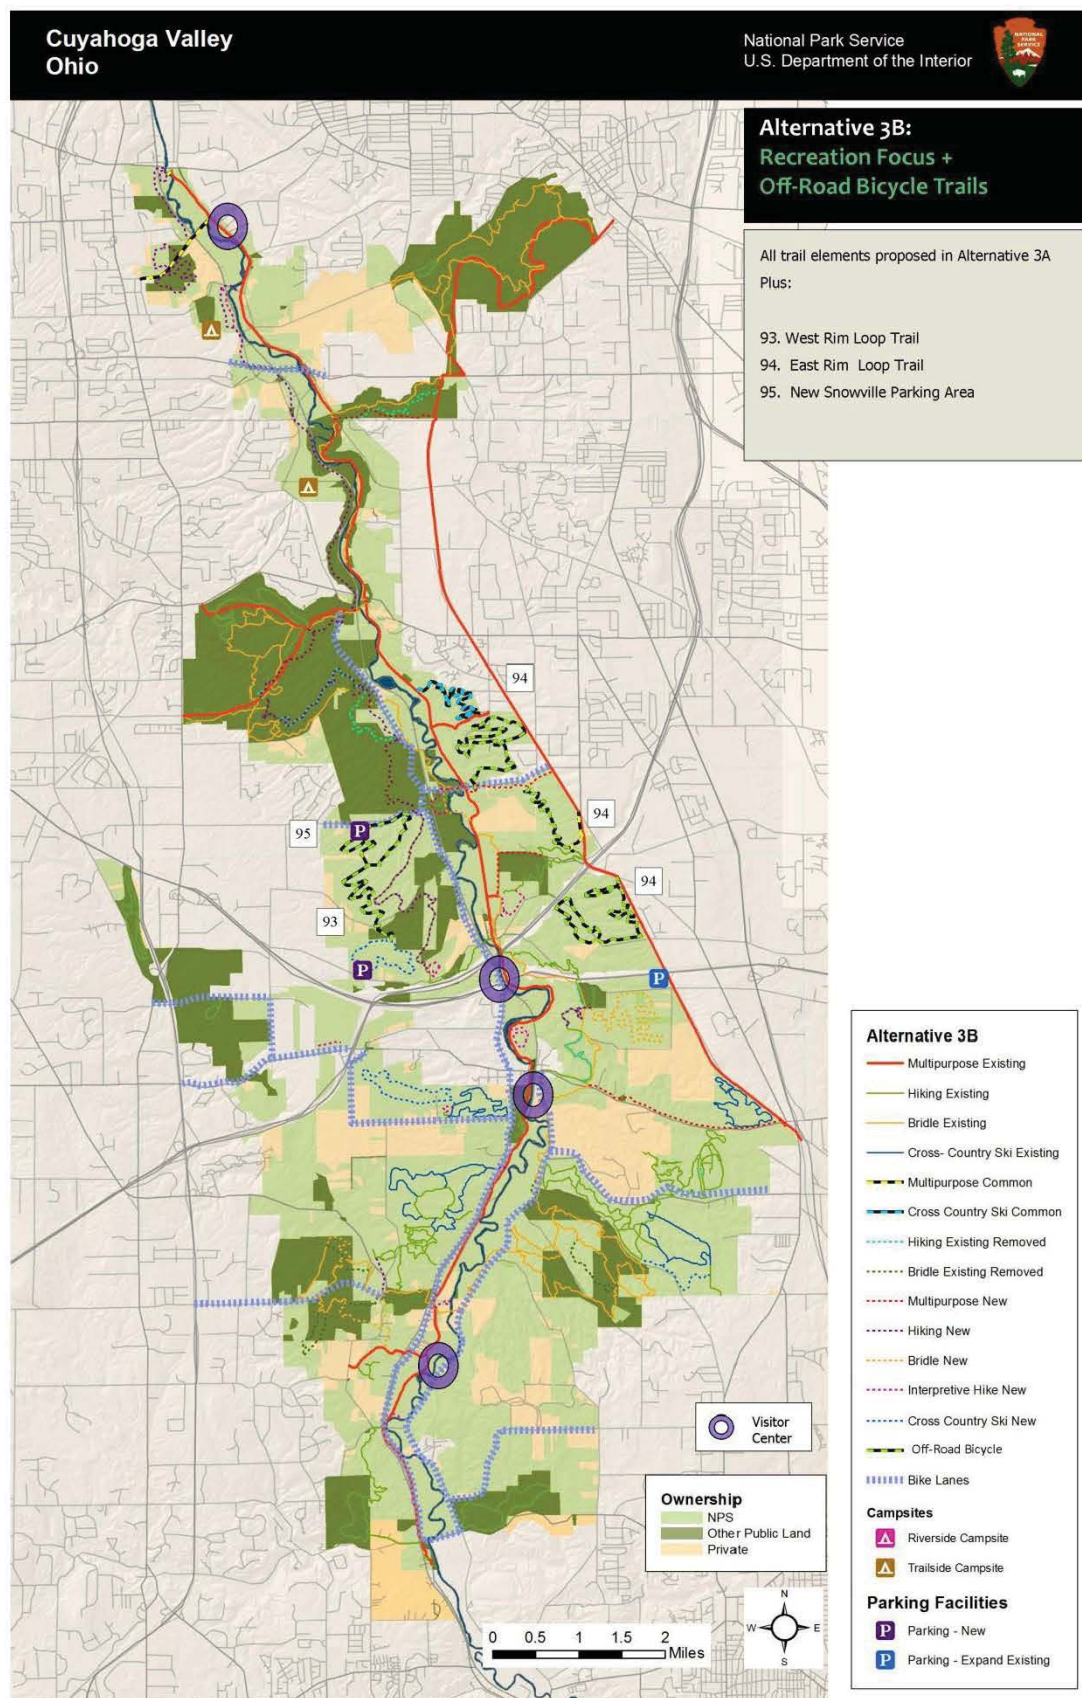 Cuyahoga Valley
Ohio
National Park Service
U.S. Department of the Interior
NATIONAL
PARK
SERVICE
Alternative 3B:
Recreation Focus +
Off-Road Bicycle Trails
All trail elements proposed in Alternative 3A
Plus:
93. West Rim Loop Trail
94. East Rim Loop Trail
95. New Snowville Parking Area
94
94
95
P
94
93
P
P
Alternative 3B
Multipurpose Existing
Hiking Existing
Bridle Existing
Cross- Country Ski Existing
Multipurpose Common
Cross Country Ski Common
Hiking Existing Removed
Bridle Existing Removed
Multipurpose New
Hiking New
Bridle New
Interpretive Hike New
Cross Country Ski New
Off-Road Bicycle
Bike Lanes
Campsites
Riverside Campsite
Trailside Campsite
Parking Facilities
P Parking - New
P Parking - Expand Existing
Visitor
Center
Ownership
NPS
Other Public Land
Private
0 0.5 1 1.5 2
Miles
N
W E
S